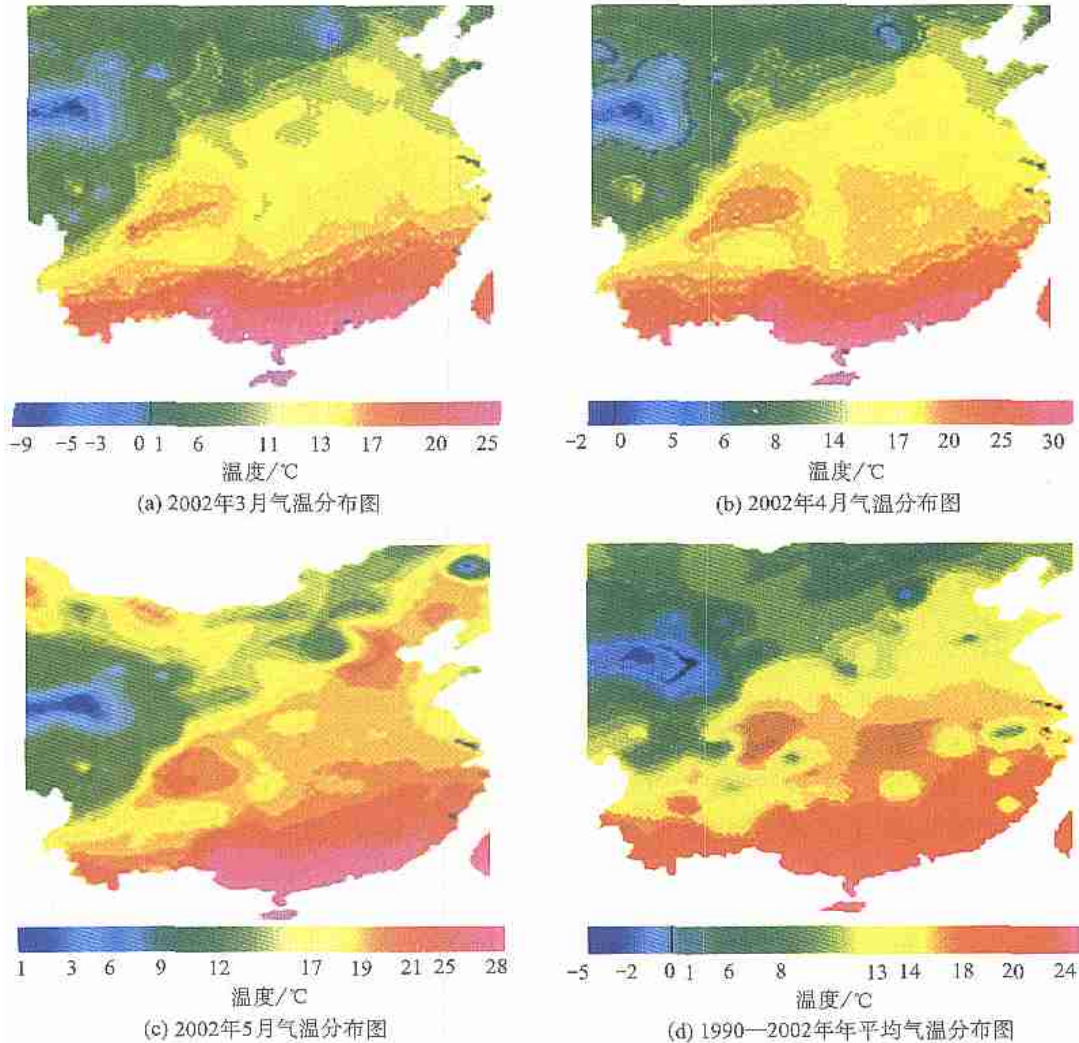 −9 −5 −3 0 1 6 11 13 17 20 25
温度/℃
(a) 2002年3月气温分布图
−2 0 5 6 8 14 17 20 25 30
温度/℃
(b) 2002年4月气温分布图
1 3 6 9 12 17 19 21 25 28
温度/℃
(c) 2002年5月气温分布图
−5 −2 0 1 6 8 13 14 18 20 24
温度/℃
(d) 1990—2002年年平均气温分布图